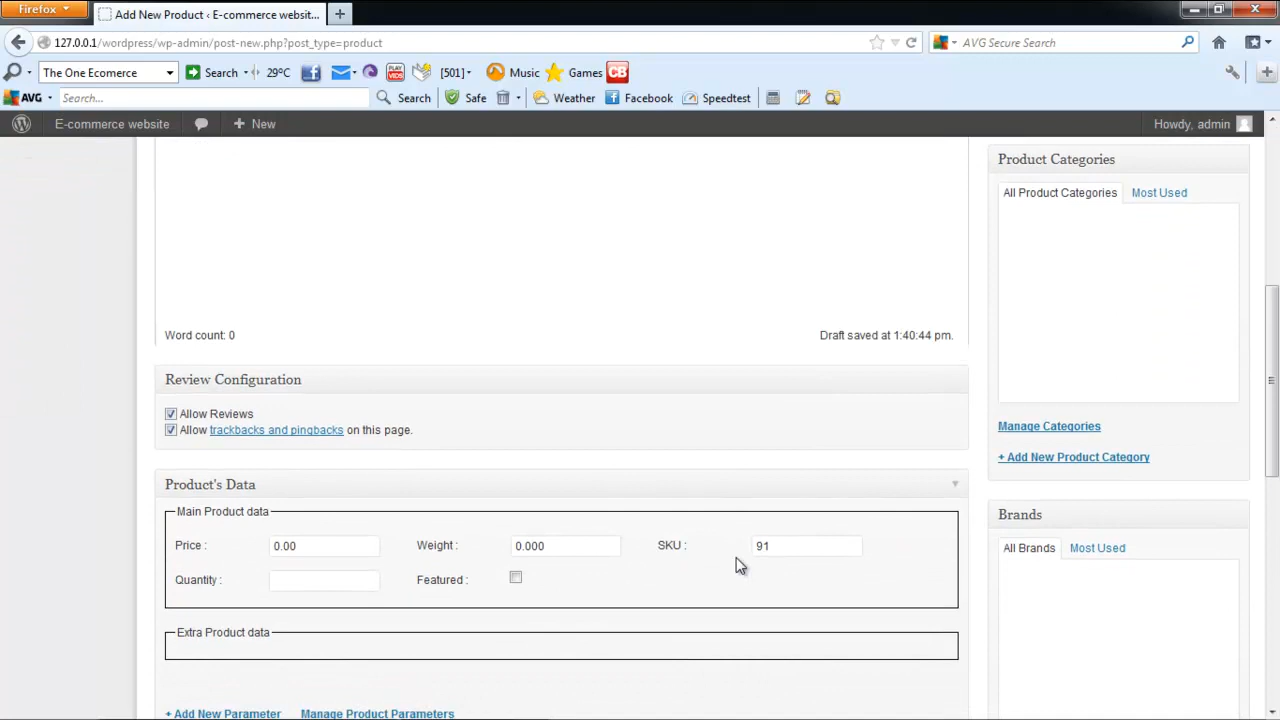 Firefox
Add New Product ‹ E-commerce websit...
127.0.0.1/wordpress/wp-admin/post-new.php?post_type=product
AVG Secure Search
The One Ecomerce
Search
29°C
PLAY VIDS
[501]
Music
Games
CB
AVG
Search...
Search
Safe
Weather
Facebook
Speedtest
E-commerce website
New
Howdy, admin
Product Categories
All Product Categories
Most Used
Word count: 0
Draft saved at 1:40:44 pm.
Review Configuration
Allow Reviews
Allow trackbacks and pingbacks on this page.
Manage Categories
+ Add New Product Category
Product's Data
Main Product data
Price :
0.00
Weight :
0.000
SKU :
91
Quantity :
Featured :
Brands
All Brands
Most Used
Extra Product data
+ Add New Parameter
Manage Product Parameters